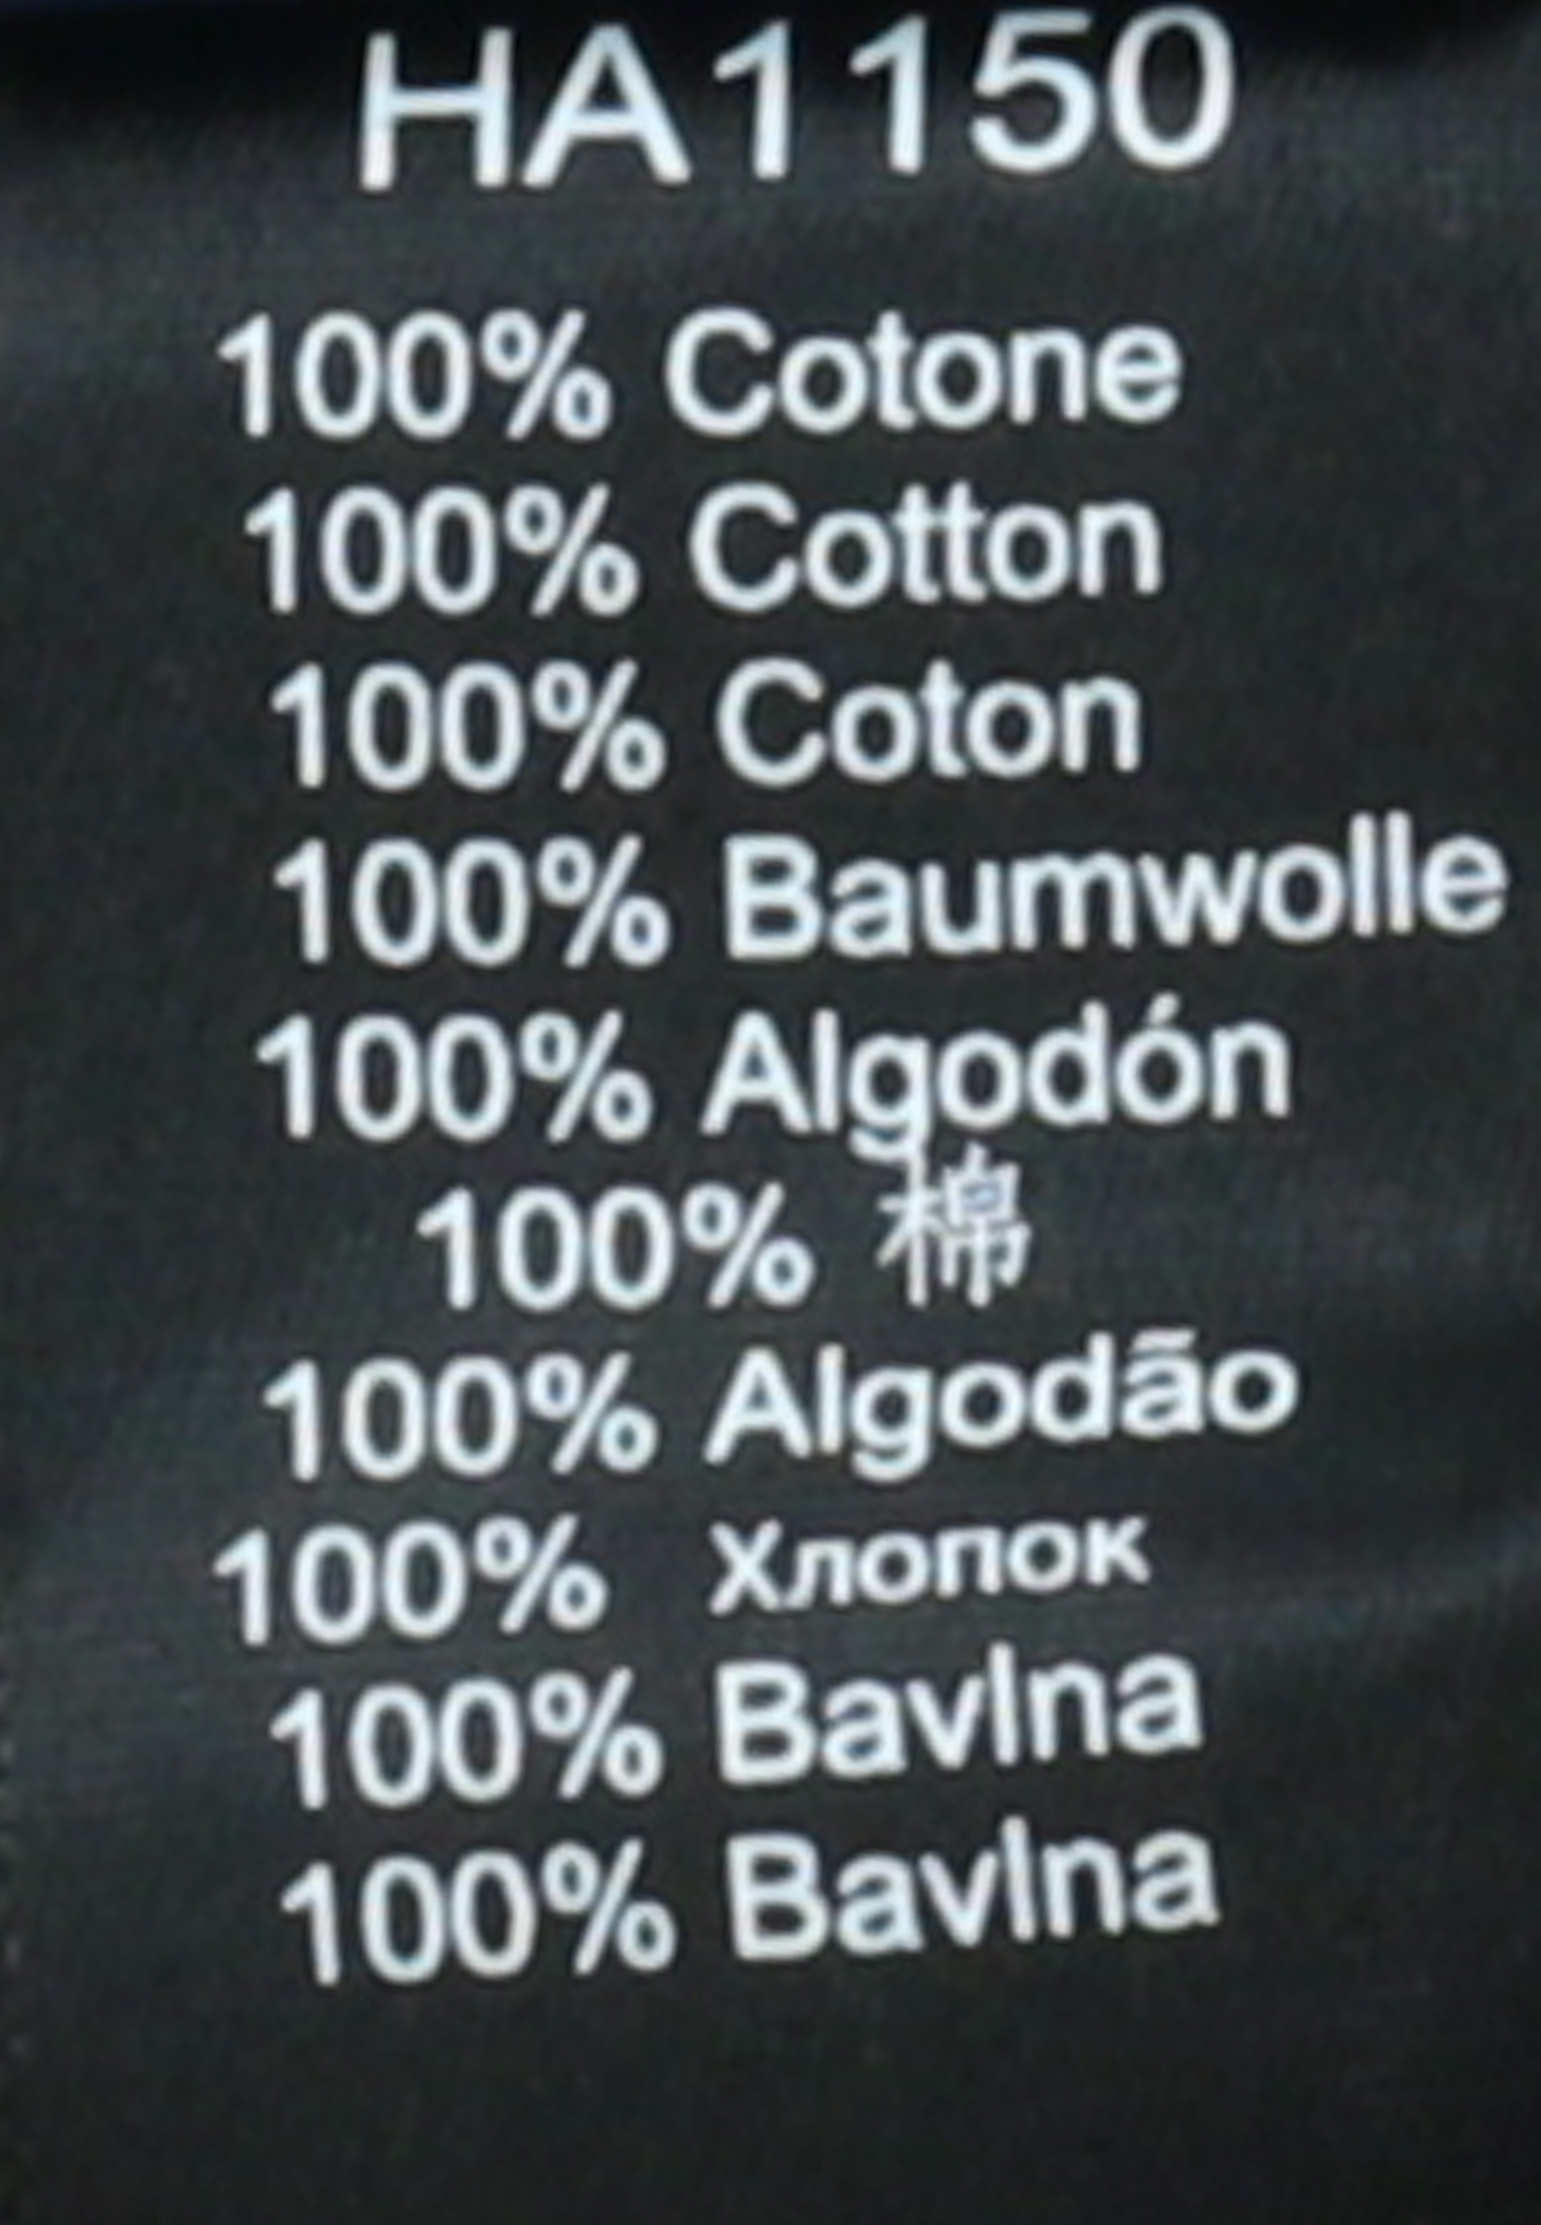 HA1150
100% Cotone
100% Cotton
100% Coton
100% Baumwolle
100% Algodón
100% 棉
100% Algodão
100% Хлопок
100% Bavlna
100% Bavlna